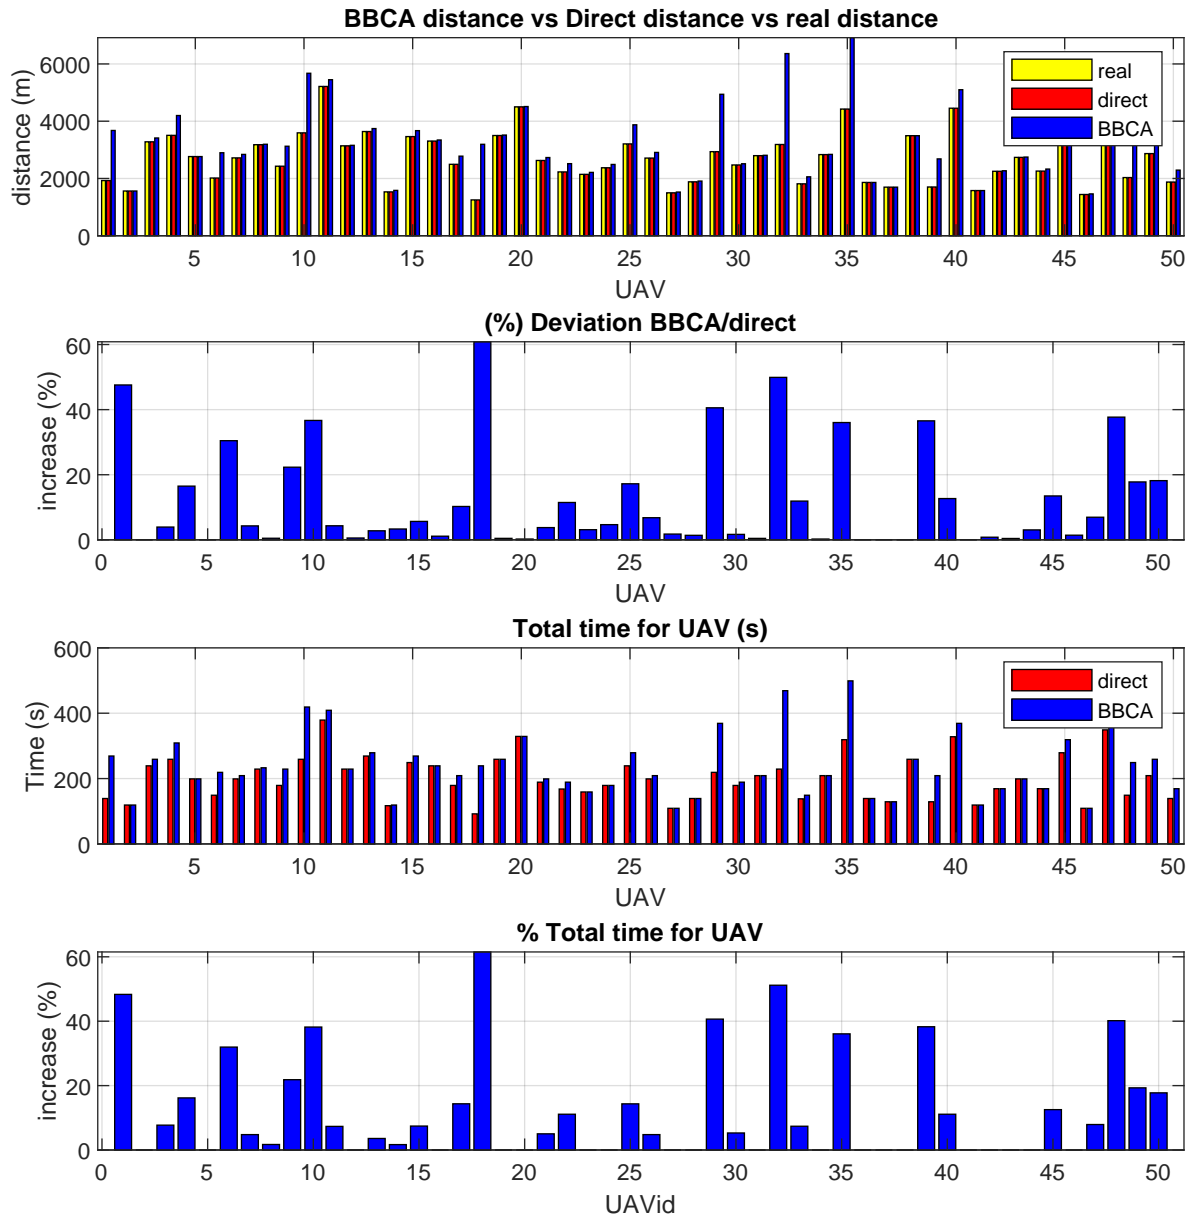 BBCA distance vs Direct distance vs real distance
distance (m)
6000
4000
2000
0
real
direct
BBCA
5 10 15 20 25 30 35 40 45 50
UAV
(%) Deviation BBCA/direct
increase (%)
60
40
20
0
0 5 10 15 20 25 30 35 40 45 50
UAV
Total time for UAV (s)
Time (s)
600
400
200
0
direct
BBCA
5 10 15 20 25 30 35 40 45 50
UAV
% Total time for UAV
increase (%)
60
40
20
0
0 5 10 15 20 25 30 35 40 45 50
UAVid